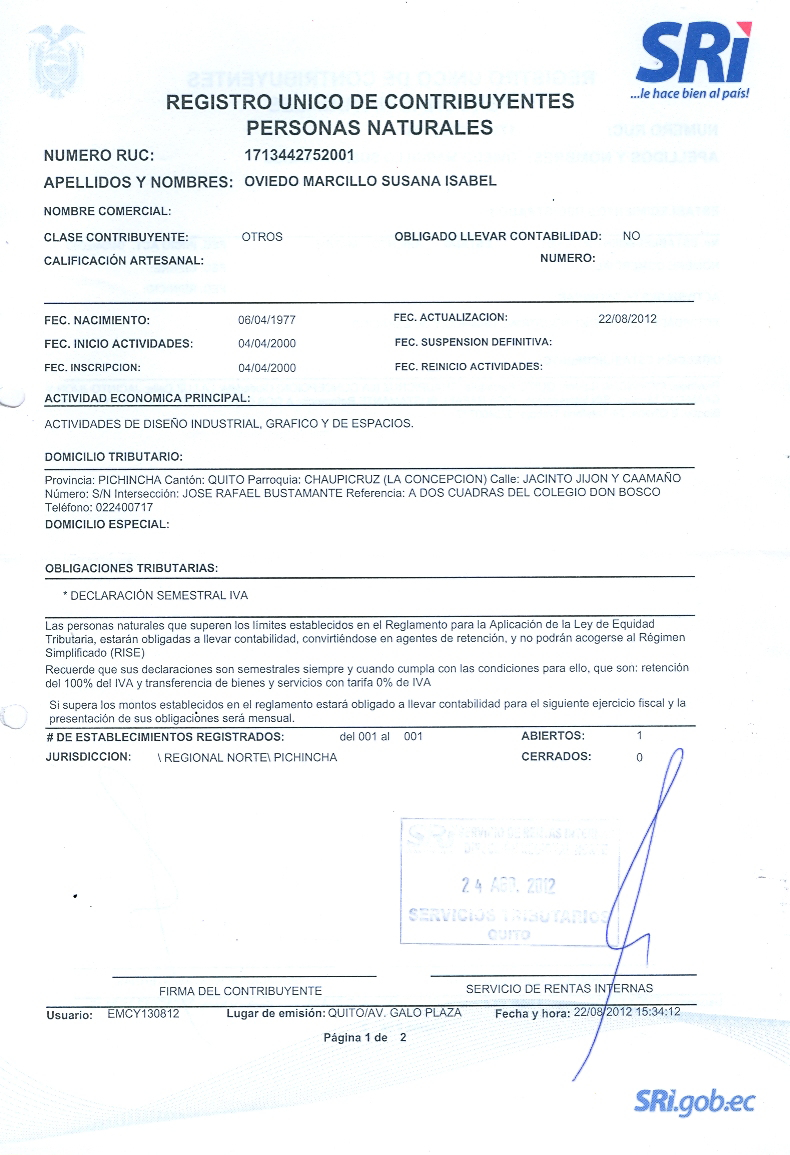 SRi
...le hace bien al país!
REGISTRO UNICO DE CONTRIBUYENTES
PERSONAS NATURALES
NUMERO RUC: 1713442752001
APELLIDOS Y NOMBRES: OVIEDO MARCILLO SUSANA ISABEL
NOMBRE COMERCIAL:
CLASE CONTRIBUYENTE: OTROS OBLIGADO LLEVAR CONTABILIDAD: NO
CALIFICACIÓN ARTESANAL: NUMERO:
FEC. NACIMIENTO: 06/04/1977 FEC. ACTUALIZACION: 22/08/2012
FEC. INICIO ACTIVIDADES: 04/04/2000 FEC. SUSPENSION DEFINITIVA:
FEC. INSCRIPCION: 04/04/2000 FEC. REINICIO ACTIVIDADES:
ACTIVIDAD ECONOMICA PRINCIPAL:
ACTIVIDADES DE DISEÑO INDUSTRIAL, GRAFICO Y DE ESPACIOS.
DOMICILIO TRIBUTARIO:
Provincia: PICHINCHA Cantón: QUITO Parroquia: CHAUPICRUZ (LA CONCEPCION) Calle: JACINTO JIJON Y CAAMAÑO
Número: S/N Intersección: JOSE RAFAEL BUSTAMANTE Referencia: A DOS CUADRAS DEL COLEGIO DON BOSCO
Teléfono: 022400717
DOMICILIO ESPECIAL:
OBLIGACIONES TRIBUTARIAS:
* DECLARACIÓN SEMESTRAL IVA
Las personas naturales que superen los límites establecidos en el Reglamento para la Aplicación de la Ley de Equidad
Tributaria, estarán obligadas a llevar contabilidad, convirtiéndose en agentes de retención, y no podrán acogerse al Régimen
Simplificado (RISE)
Recuerde que sus declaraciones son semestrales siempre y cuando cumpla con las condiciones para ello, que son: retención
del 100% del IVA y transferencia de bienes y servicios con tarifa 0% de IVA
Si supera los montos establecidos en el reglamento estará obligado a llevar contabilidad para el siguiente ejercicio fiscal y la
presentación de sus obligaciones será mensual.
# DE ESTABLECIMIENTOS REGISTRADOS: del 001 al 001 ABIERTOS: 1
JURISDICCION: \ REGIONAL NORTE\ PICHINCHA CERRADOS: 0
2012
SERVICIOS TRIBUTARIOS
QUITO
FIRMA DEL CONTRIBUYENTE SERVICIO DE RENTAS INTERNAS
Usuario: EMCY130812 Lugar de emisión: QUITO/AV. GALO PLAZA Fecha y hora: 22/08/2012 15:34:12
Página 1 de 2
SRi.gob.ec